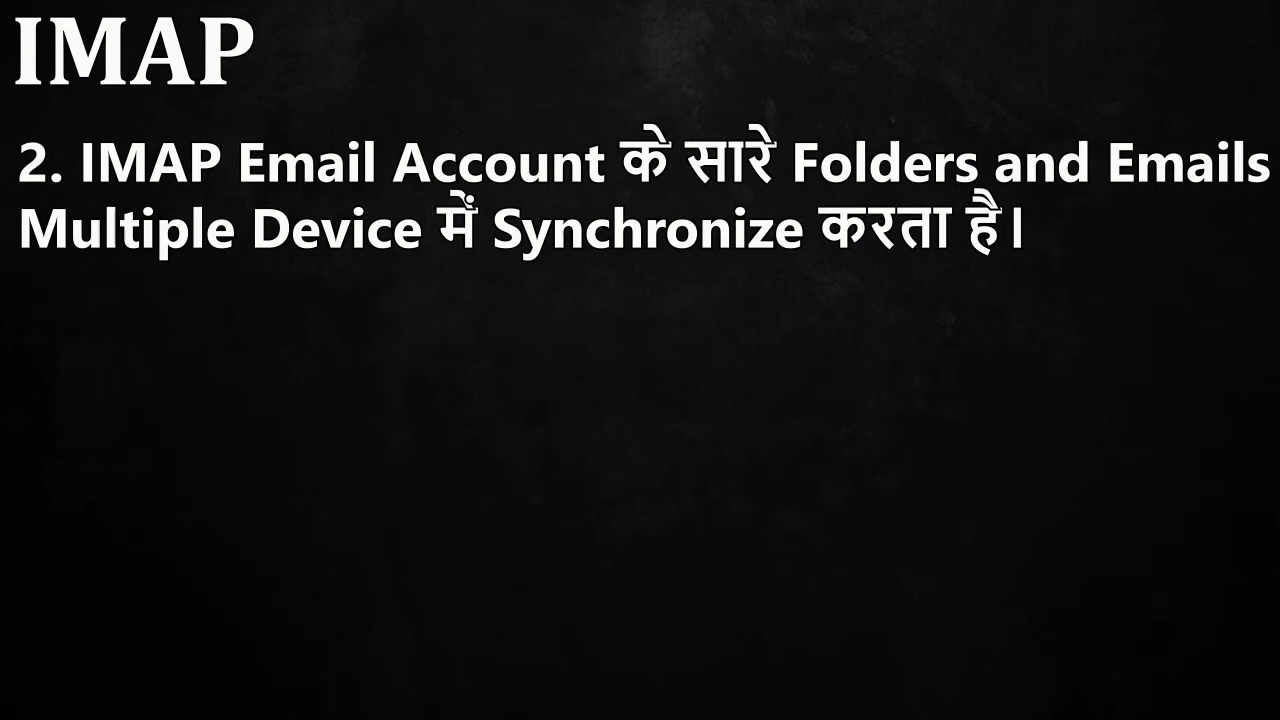 IMAP
2. IMAP Email Account के सारे Folders and Emails
Multiple Device में Synchronize करता है।